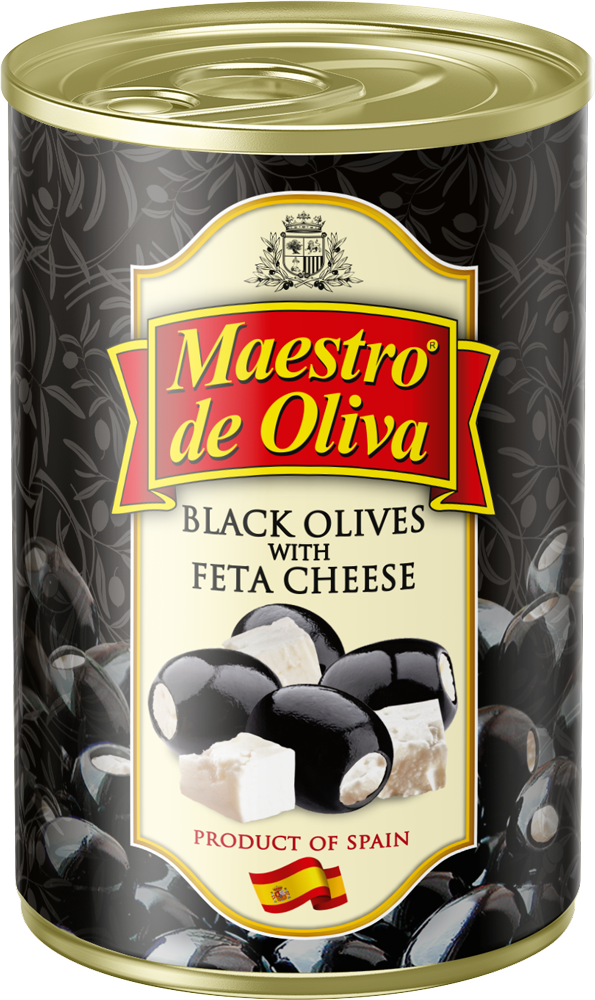 Maestro®
de Oliva
BLACK OLIVES
WITH
FETA CHEESE
PRODUCT OF SPAIN